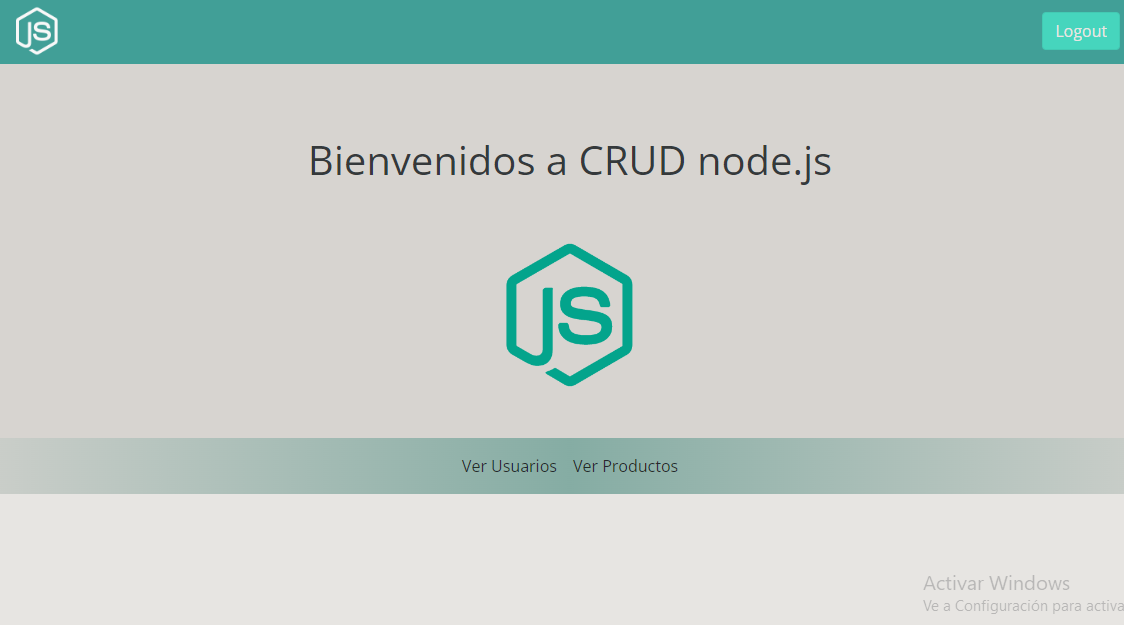 JS
Logout
Bienvenidos a CRUD node.js
JS
Ver Usuarios Ver Productos
Activar Windows
Ve a Configuración para activa